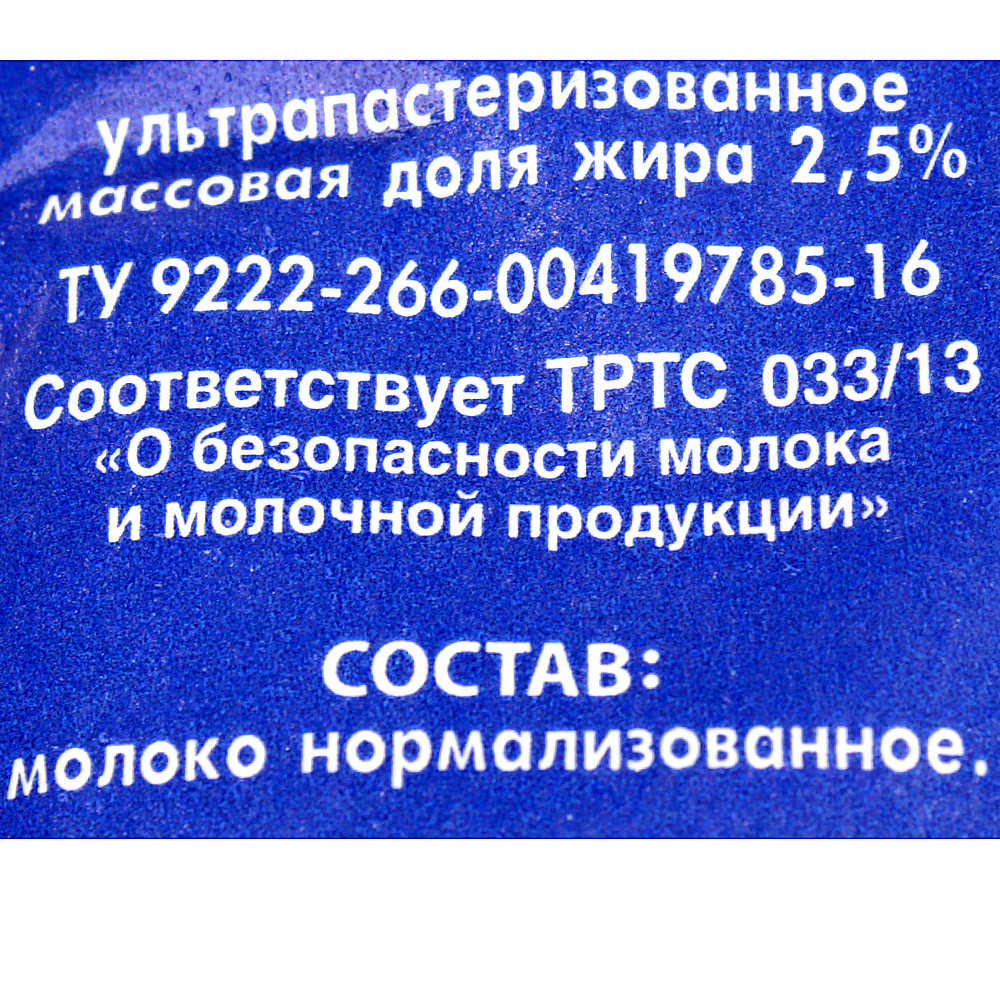 ультрапастеризованное
массовая доля жира 2,5%
ТУ 9222-266-00419785-16
Соответствует ТРТС 033/13
«О безопасности молока
и молочной продукции»
СОСТАВ:
молоко нормализованное.